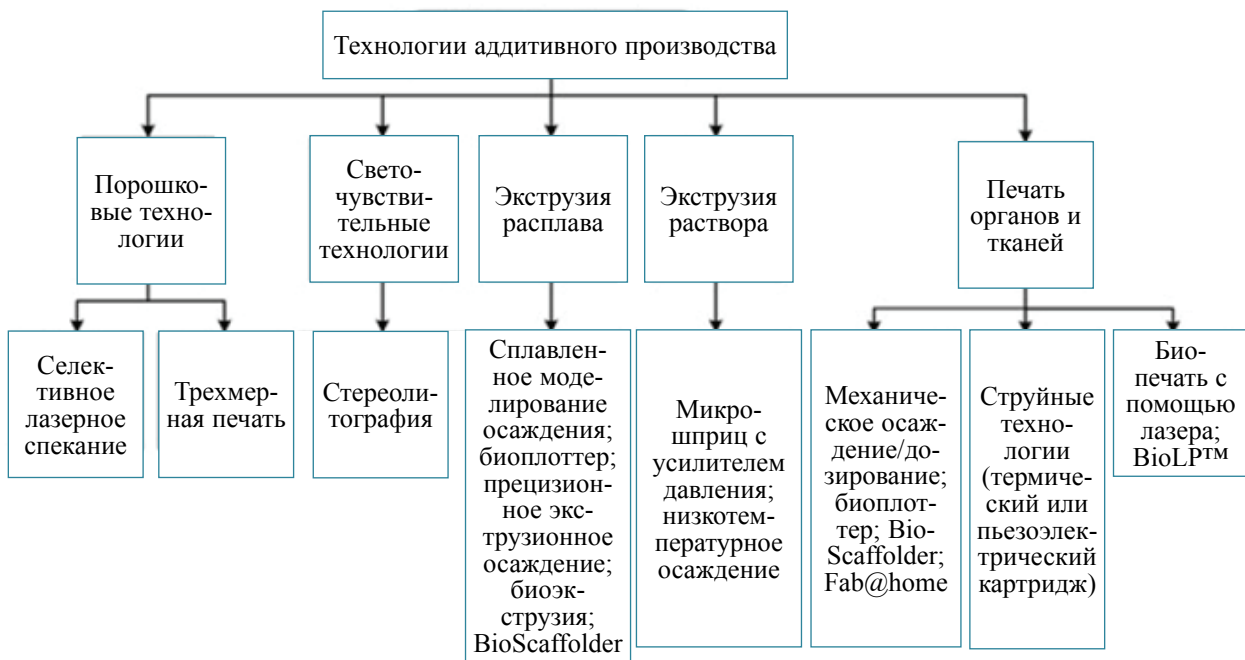 Технологии аддитивного производства
Порошко-
вые техно-
логии
Свето-
чувстви-
тельные
технологии
Экструзия
расплава
Экструзия
раствора
Печать
органов и
тканей
Селек-
тивное
лазерное
спекание
Трехмер-
ная печать
Стереоли-
тография
Сплавлен-
ное моде-
лирование
осаждения;
биоплоттер;
прецизион-
ное экс-
трузионное
осаждение;
биоэкс-
трузия;
BioScaffolder
Микро-
шприц с
усилителем
давления;
низкотем-
пературное
осаждение
Механиче-
ское осаж-
дение/до-
зирование;
биоплот-
тер; Bio-
Scaffolder;
Fab@home
Струйные
техно-
логии
(термиче-
ский или
пьезоэлек-
трический
картридж)
Био-
печать с
помощью
лазера;
BioLP™